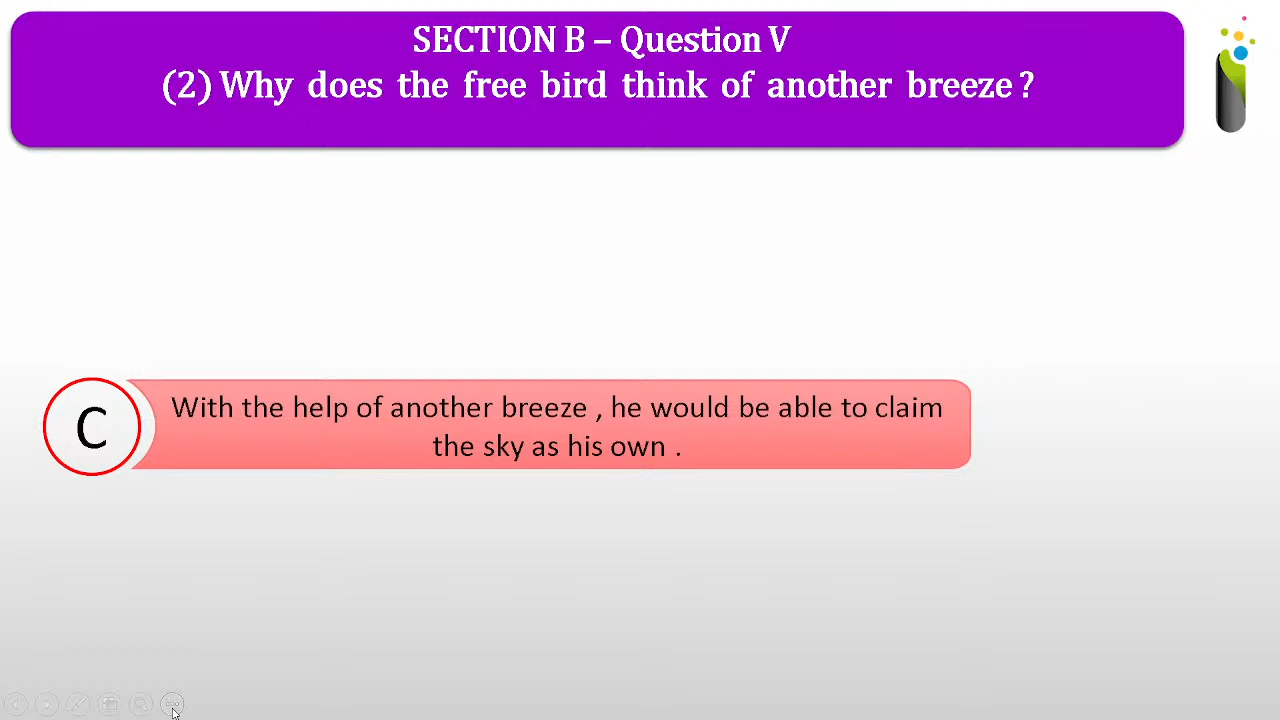 SECTION B – Question V
(2) Why does the free bird think of another breeze ?
C
With the help of another breeze , he would be able to claim
the sky as his own .